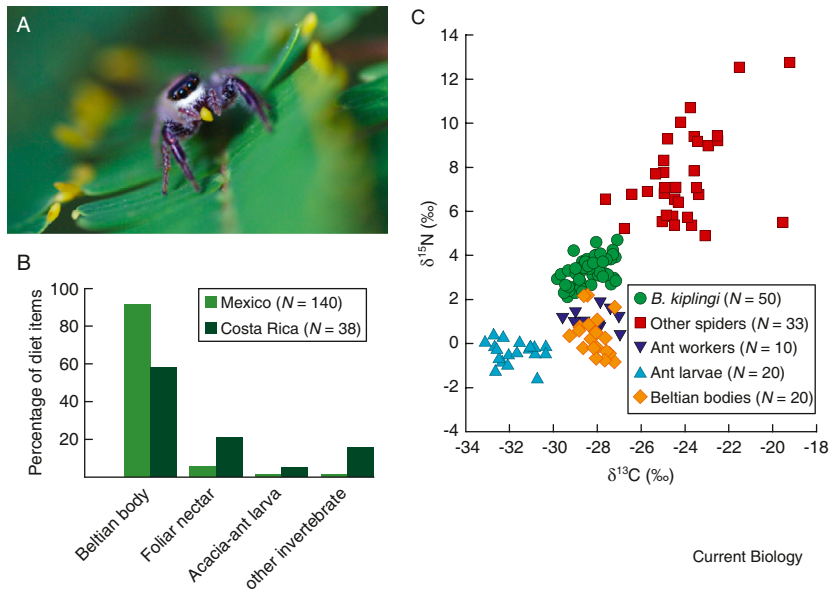 A
B
Percentage of diet items
100
80
60
40
20
Mexico (N = 140)
Costa Rica (N = 38)
Beltian body
Foliar nectar
Acacia-ant larva
other invertebrate
C
δ15N (‰)
14
12
10
8
6
4
2
0
-2
-4
B. kiplingi (N = 50)
Other spiders (N = 33)
Ant workers (N = 10)
Ant larvae (N = 20)
Beltian bodies (N = 20)
-34 -32 -30 -28 -26 -24 -22 -20 -18
δ13C (‰)
Current Biology